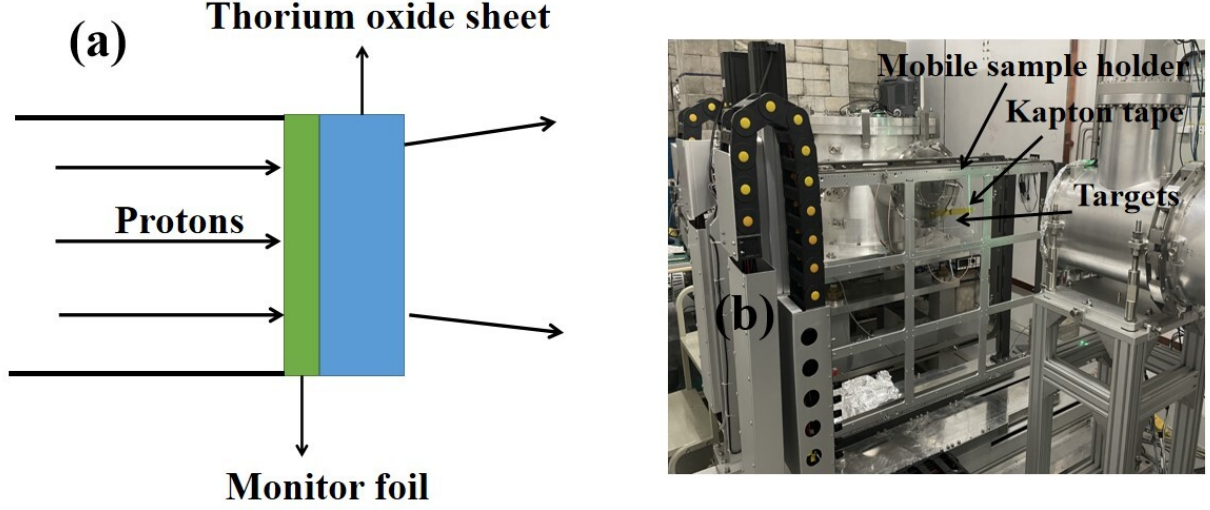 Thorium oxide sheet
(a)
Protons
Monitor foil
Mobile sample holder
Kapton tape
Targets
(b)